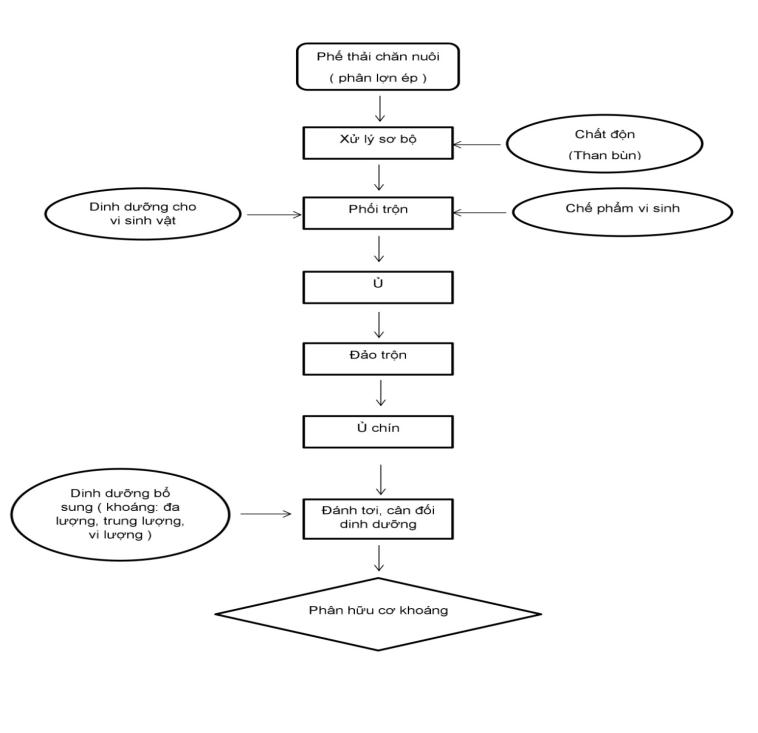 Phế thải chăn nuôi
( phân lợn ép )
Xử lý sơ bộ
Chất độn
(Than bùn)
Dinh dưỡng cho
vi sinh vật
Phối trộn
Chế phẩm vi sinh
Ủ
Đảo trộn
Ủ chín
Dinh dưỡng bổ
sung ( khoáng: đa
lượng, trung lượng,
vi lượng )
Đánh tơi, cân đối
dinh dưỡng
Phân hữu cơ khoáng